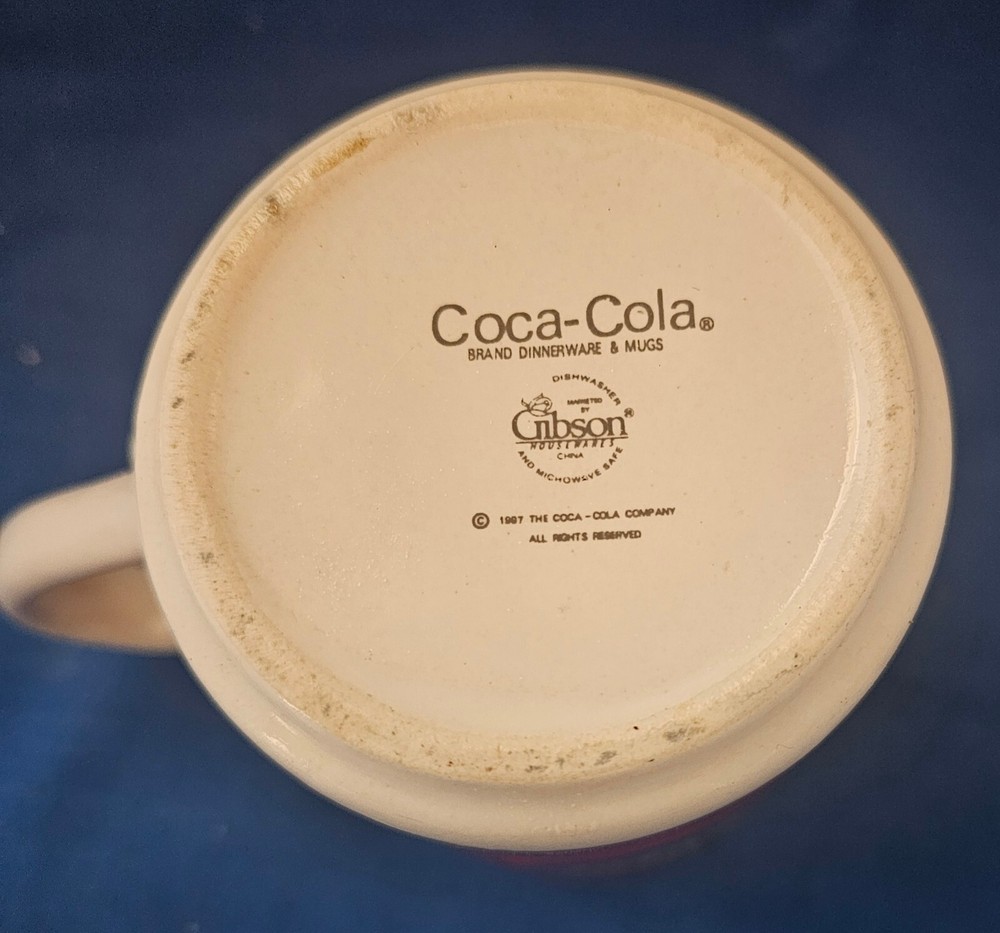 Coca-Cola®
BRAND DINNERWARE & MUGS
DISHWASHER
MARKETED
BY
Gibson®
HOUSEWARES
CHINA
AND MICROWAVE SAFE
© 1997 THE COCA-COLA COMPANY
ALL RIGHTS RESERVED